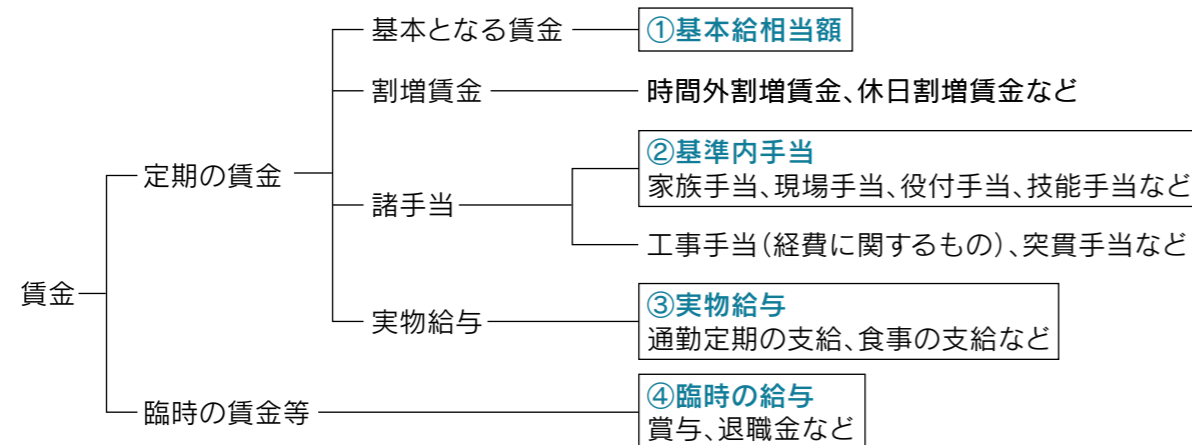 賃金
定期の賃金
基本となる賃金
①基本給相当額
割増賃金
時間外割増賃金、休日割増賃金など
諸手当
②基準内手当
家族手当、現場手当、役付手当、技能手当など
工事手当(経費に関するもの)、突貫手当など
実物給与
③実物給与
通勤定期の支給、食事の支給など
臨時の賃金等
④臨時の給与
賞与、退職金など